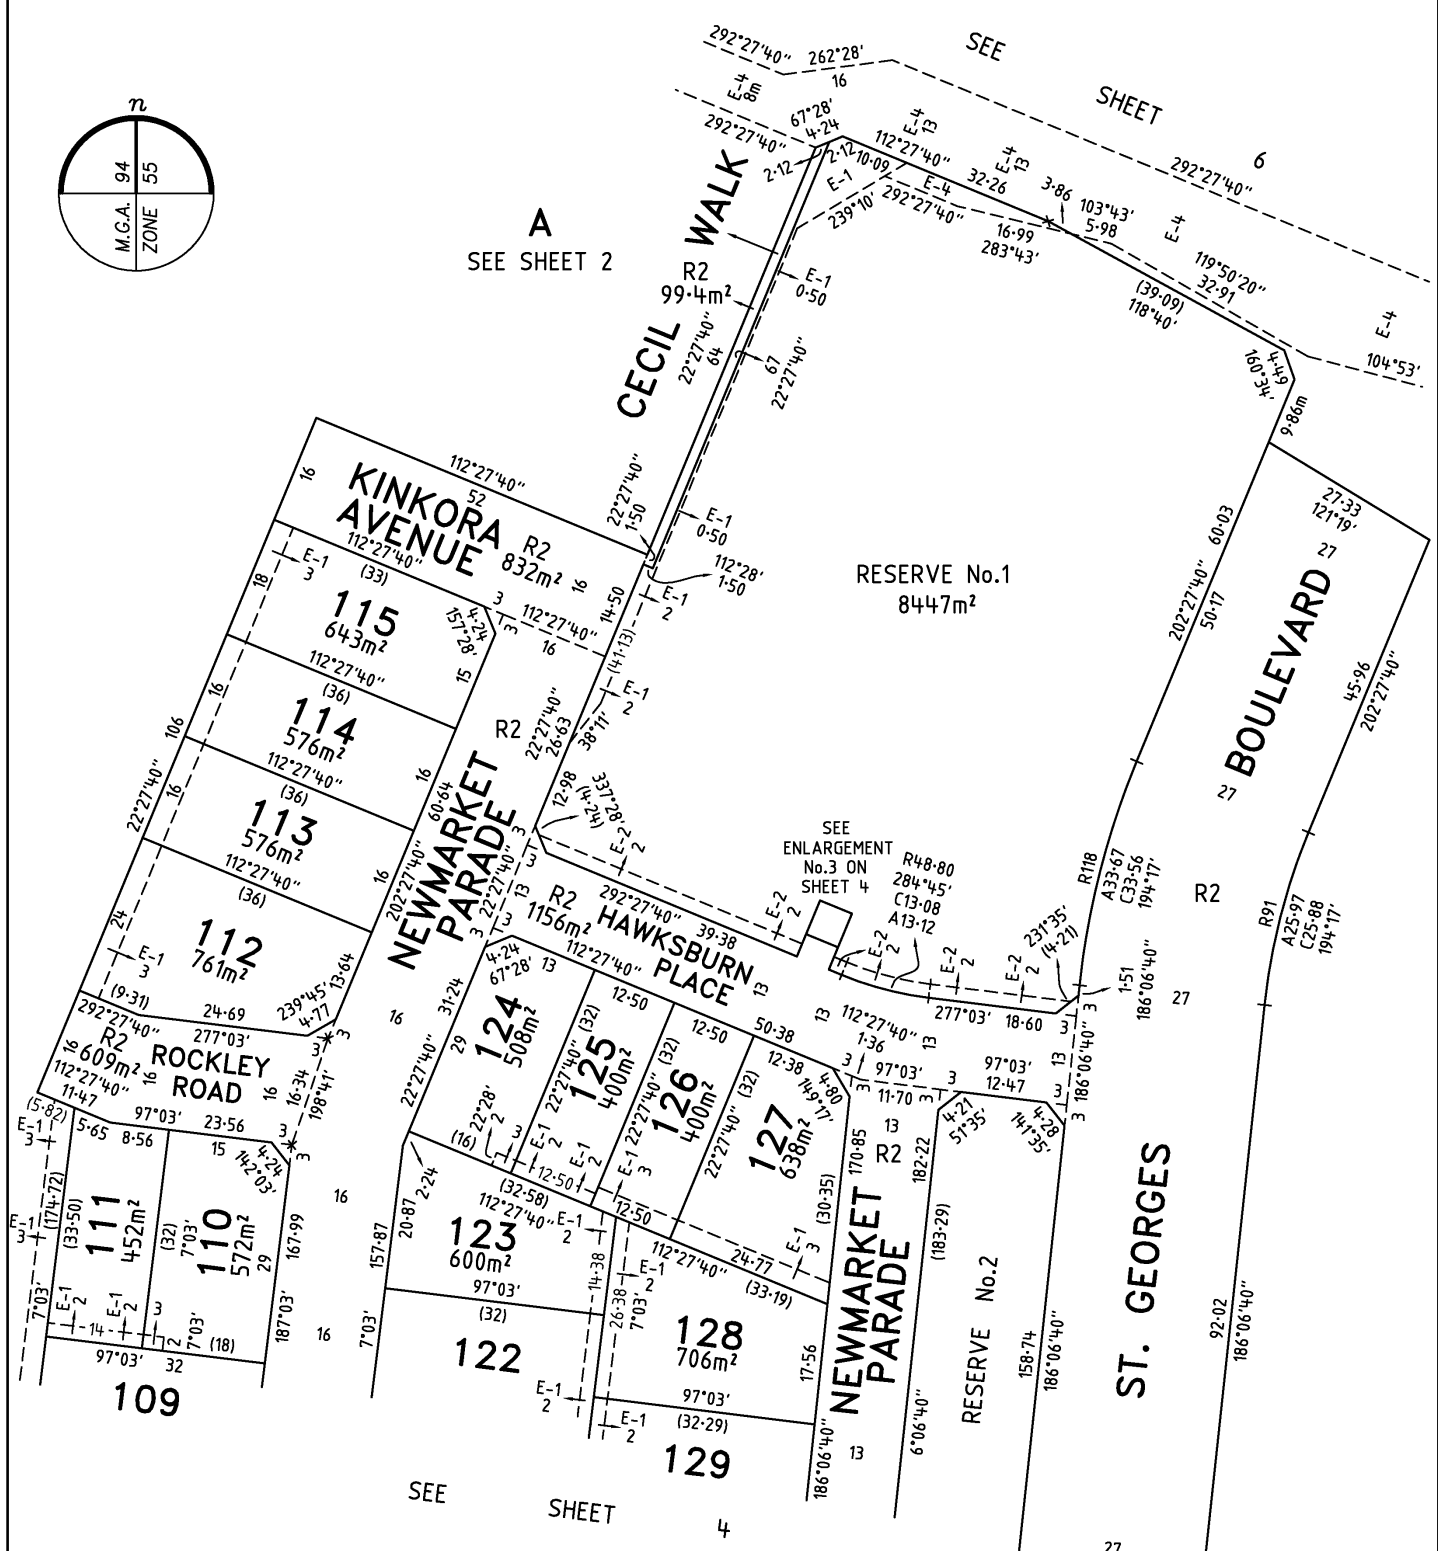 n
M.G.A. 94
ZONE 55
SEE SHEET 6
292°27'40"
262°28'
16
E-4
8m
67°28'
4·24
292°27'40"
2·12
2·12
10·09
112°27'40"
E-4
13
E-4
13
32·26
3·86
103°43'
5·98
292°27'40"
E-4
E-1
239°10'
E-4
292°27'40"
16·99
283°43'
119°50'20"
32·91
(39·09)
118°40'
E-4
104°53'
4·49
160°34'
9·86m
A
SEE SHEET 2
CECIL WALK
R2
99·4m²
E-1
0·50
22°27'40"
64
67
22°27'40"
22°27'40"
1·50
E-1
0·50
112°28'
1·50
E-1
2
RESERVE No.1
8447m²
27·33
121°19'
27
60·03
202°27'40"
50·17
45·96
202°27'40"
BOULEVARD
27
16
112°27'40"
52
KINKORA
AVENUE
R2
832m²
16
112°27'40"
(33)
E-1
3
18
115
643m²
3
4·24
157°28'
3
112°27'40"
16
14·50
(41·13)
15
112°27'40"
(36)
16
114
576m²
R2
22°27'40"
26·63
38°11'
E-1
2
106
112°27'40"
(36)
16
22°27'40"
16
113
576m²
60·64
NEWMARKET
PARADE
12·98
337°28'
(4·24)
E-2
2
3
3
112°27'40"
(36)
16
202°27'40"
22°27'40"
13
24
112
761m²
E-1
3
R2
1156m²
292°27'40"
39·38
HAWKSBURN
PLACE
E-2
2
SEE
ENLARGEMENT
No.3 ON
SHEET 4
R48·80
284°45'
C13·08
A13·12
E-2
2
E-2
2
E-2
2
231°35'
(4·21)
R118
A33·67
C33·56
194°17'
R2
R91
A25·97
C25·88
194°17'
1·51
186°06'40"
27
(9·31)
292°27'40"
24·69
277°03'
239°45'
4·77
13·64
3
3
16
R2
609m²
ROCKLEY
ROAD
16
16
16
112°27'40"
11·47
16·34
198°41'
3
3
4·24
67°28'
13
112°27'40"
3
3
31·24
29
22°27'40"
124
508m²
12·50
(32)
22°27'40"
125
400m²
12·50
(32)
22°27'40"
126
400m²
13
50·38
12·38
(32)
22°27'40"
127
638m²
4·80
149°17'
13
112°27'40"
1·36
3
3
97°03'
11·70
13
277°03'
18·60
3
3
97°03'
12·47
3
3
13
186°06'40"
4·21
51°35'
4·28
141°35'
3
3
(5·82)
E-1
3
5·65
8·56
97°03'
23·56
15
4·24
142°03'
(174·72)
(33·50)
111
452m²
(32)
7°03'
110
572m²
29
167·99
E-1
3
7°03'
E-1
2
14
E-1
2
3
2
7°03'
(18)
97°03'
32
187°03'
16
16
109
(16)
22°28'
2
3
E-1
2
12·50
E-1
2
E-1
3
(32·58)
112°27'40"
12·50
2·24
20·87
157·87
7°03'
123
600m²
97°03'
(32)
E-1
2
14·38
26·38
7°03'
E-1
2
122
112°27'40"
24·77
(33·19)
E-1
3
128
706m²
17·56
97°03'
(32·29)
E-1
2
E-1
2
129
(30·35)
170·85
13
R2
182·22
NEWMARKET
PARADE
(183·29)
186°06'40"
13
6°06'40"
RESERVE No.2
158·74
186°06'40"
ST. GEORGES
92·02
186°06'40"
27
SEE SHEET 4